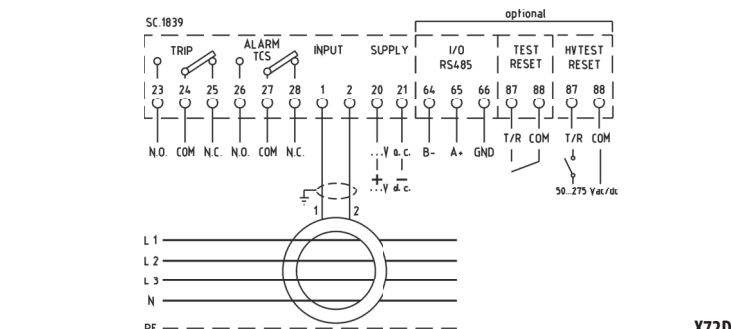 optional
SC.1839
TRIP ALARM TCS INPUT SUPPLY I/O RS485 TEST RESET HVTEST RESET
23 24 25 26 27 28 1 2 20 21 64 65 66 87 88 87 88
T/R COM T/R COM
N.O. COM N.C. N.O. COM N.C. ...V a.c. B- A+ GND
+ -
...V d.c. 50...275 Vac/dc
1 2
L 1
L 2
L 3
N
PE
Y72D